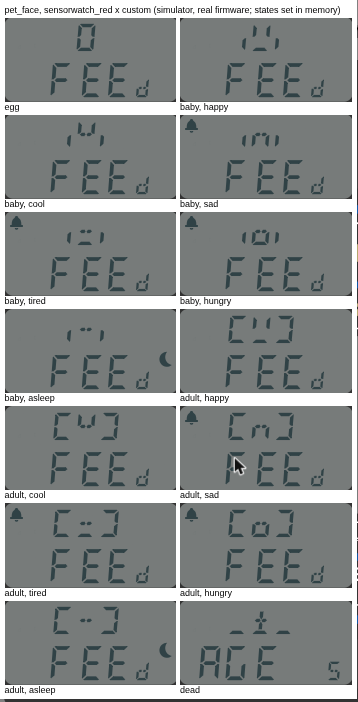 pet_face, sensorwatch_red x custom (simulator, real firmware; states set in memory)
0
FEEd
egg
FEEd
baby, happy
FEEd
baby, cool
FEEd
baby, sad
FEEd
baby, tired
FEEd
baby, hungry
FEEd
baby, asleep
FEEd
adult, happy
FEEd
adult, cool
FEEd
adult, sad
FEEd
adult, tired
FEEd
adult, hungry
FEEd
adult, asleep
AGE 5
dead